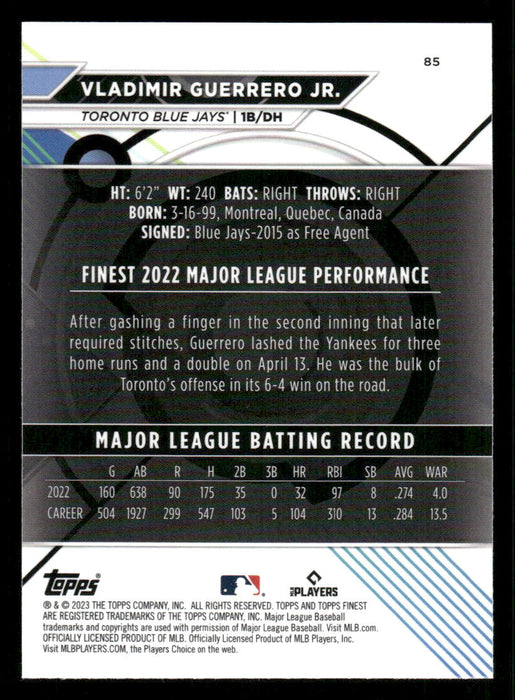 85
VLADIMIR GUERRERO JR.
TORONTO BLUE JAYS® | 1B/DH
HT: 6'2" WT: 240 BATS: RIGHT THROWS: RIGHT
BORN: 3-16-99, Montreal, Quebec, Canada
SIGNED: Blue Jays-2015 as Free Agent
FINEST 2022 MAJOR LEAGUE PERFORMANCE
After gashing a finger in the second inning that later
required stitches, Guerrero lashed the Yankees for three
home runs and a double on April 13. He was the bulk of
Toronto's offense in its 6-4 win on the road.
MAJOR LEAGUE BATTING RECORD
G AB R H 2B 3B HR RBI SB AVG WAR
2022 160 638 90 175 35 0 32 97 8 .274 4.0
CAREER 504 1927 299 547 103 5 104 310 13 .284 13.5
Topps
MLB PLAYERS
® & © 2023 THE TOPPS COMPANY, INC. ALL RIGHTS RESERVED. TOPPS AND TOPPS FINEST
ARE REGISTERED TRADEMARKS OF THE TOPPS COMPANY, INC. Major League Baseball
trademarks and copyrights are used with permission of Major League Baseball. Visit MLB.com.
OFFICIALLY LICENSED PRODUCT OF MLB. Officially Licensed Product of MLB Players, Inc.
Visit MLBPLAYERS.com, the Players Choice on the web.